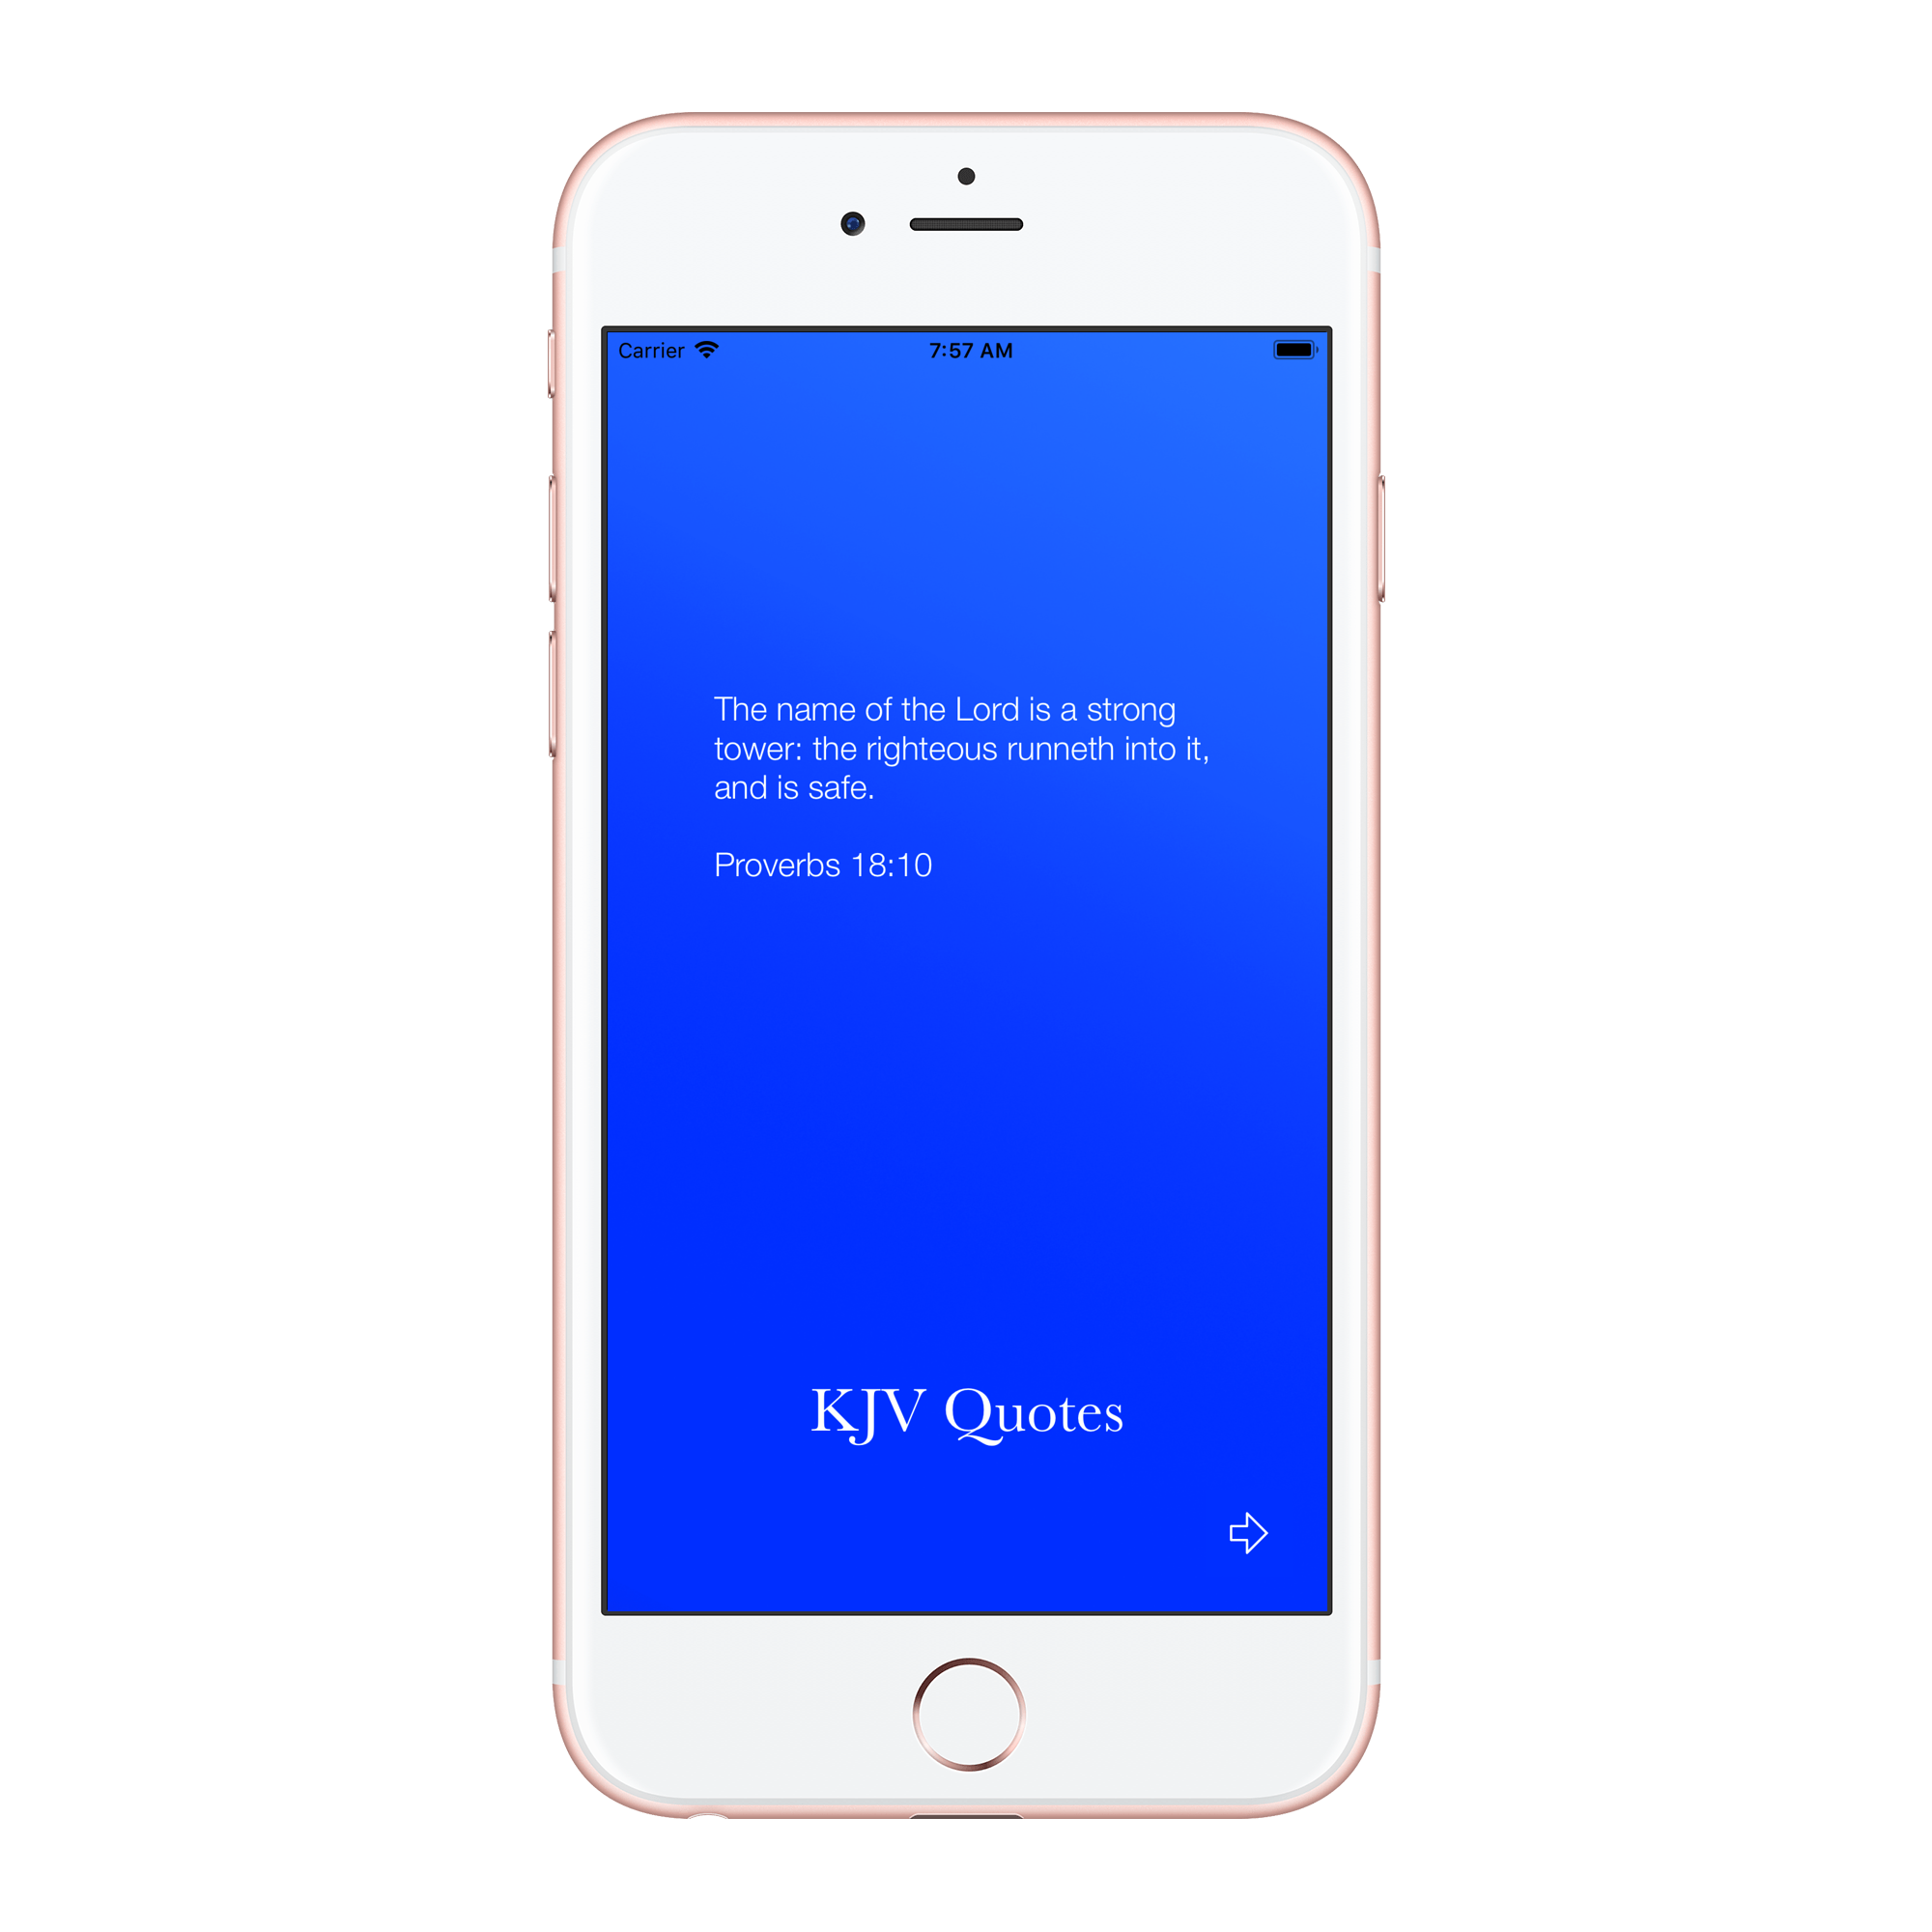 Carrier
7:57 AM
The name of the Lord is a strong
tower: the righteous runneth into it,
and is safe.
Proverbs 18:10
KJV Quotes